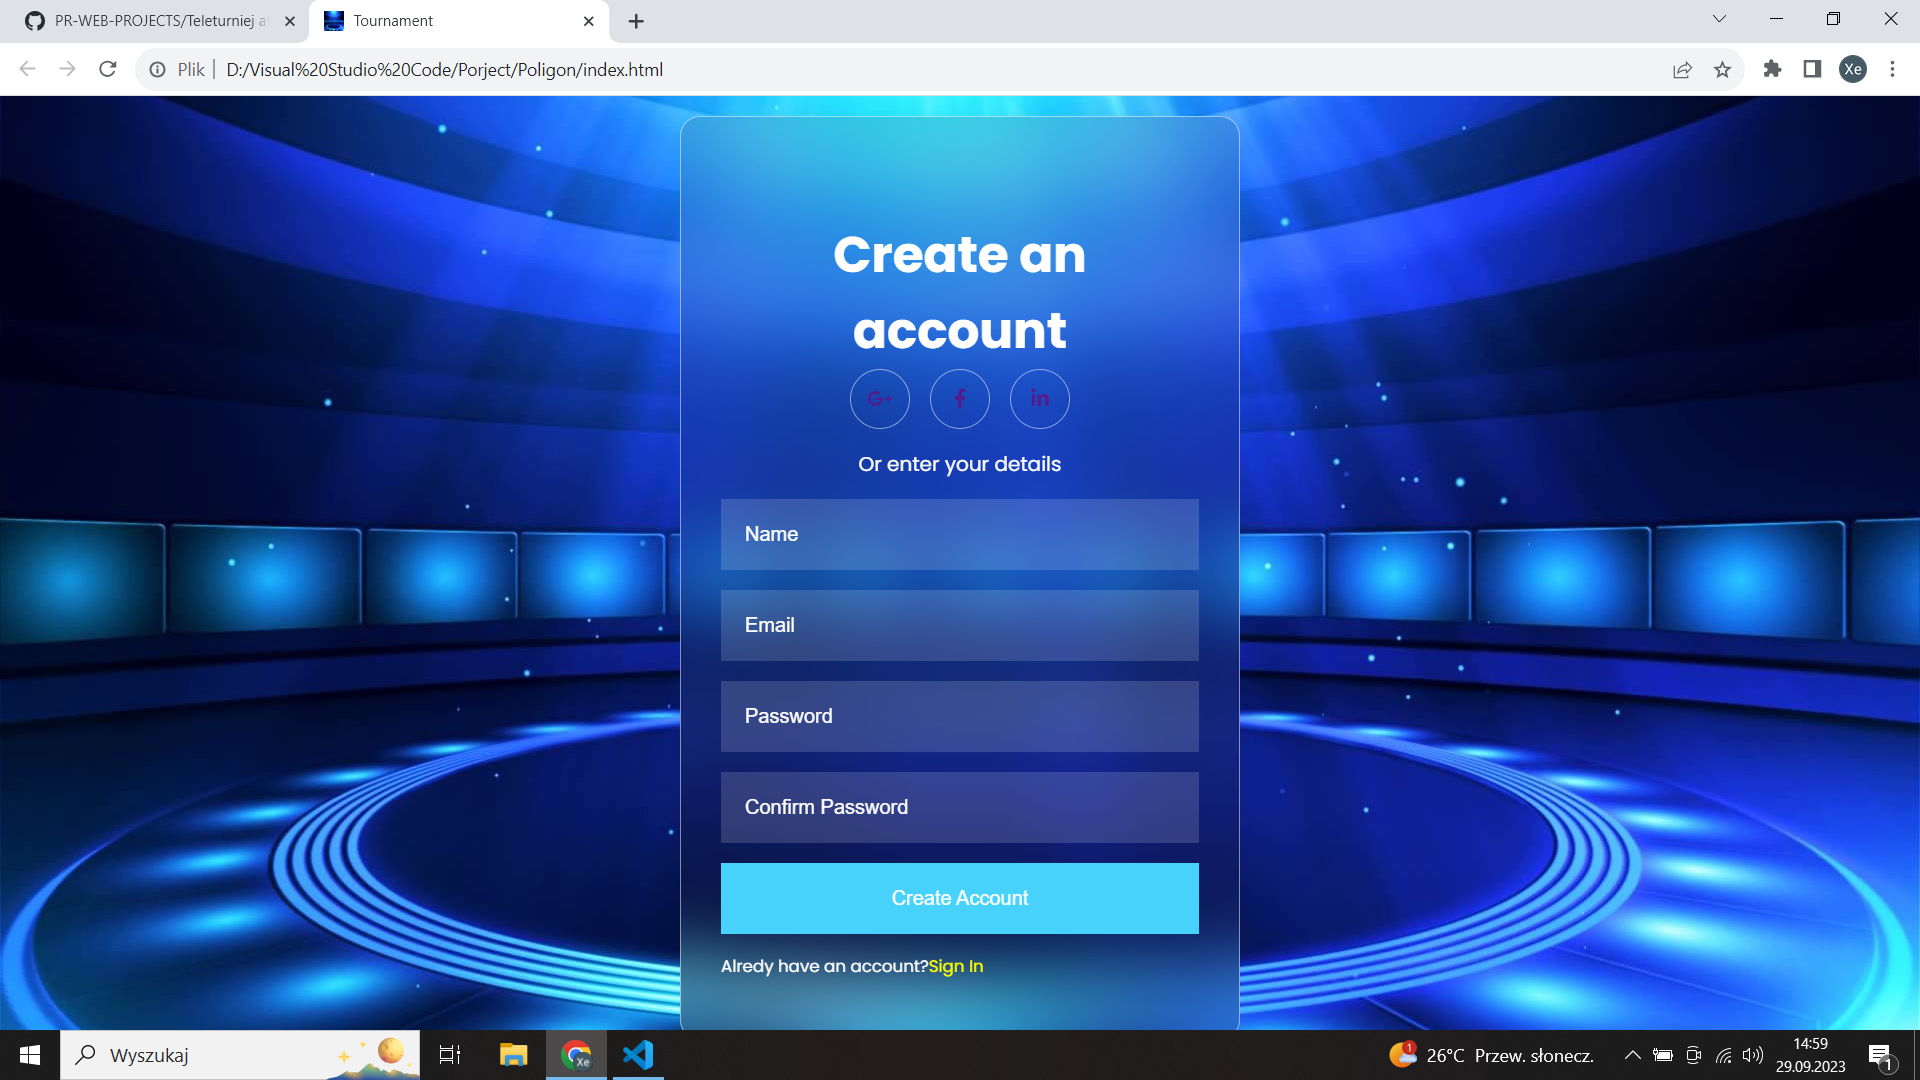 PR-WEB-PROJECTS/Teleturniej a
Tournament
Plik
D:/Visual%20Studio%20Code/Porject/Poligon/index.html
Xe
Create an
account
G+ f in
Or enter your details
Name
Email
Password
Confirm Password
Create Account
Alredy have an account?Sign In
Wyszukaj
Xe
1
26°C Przew. słonecz.
14:59
29.09.2023
1